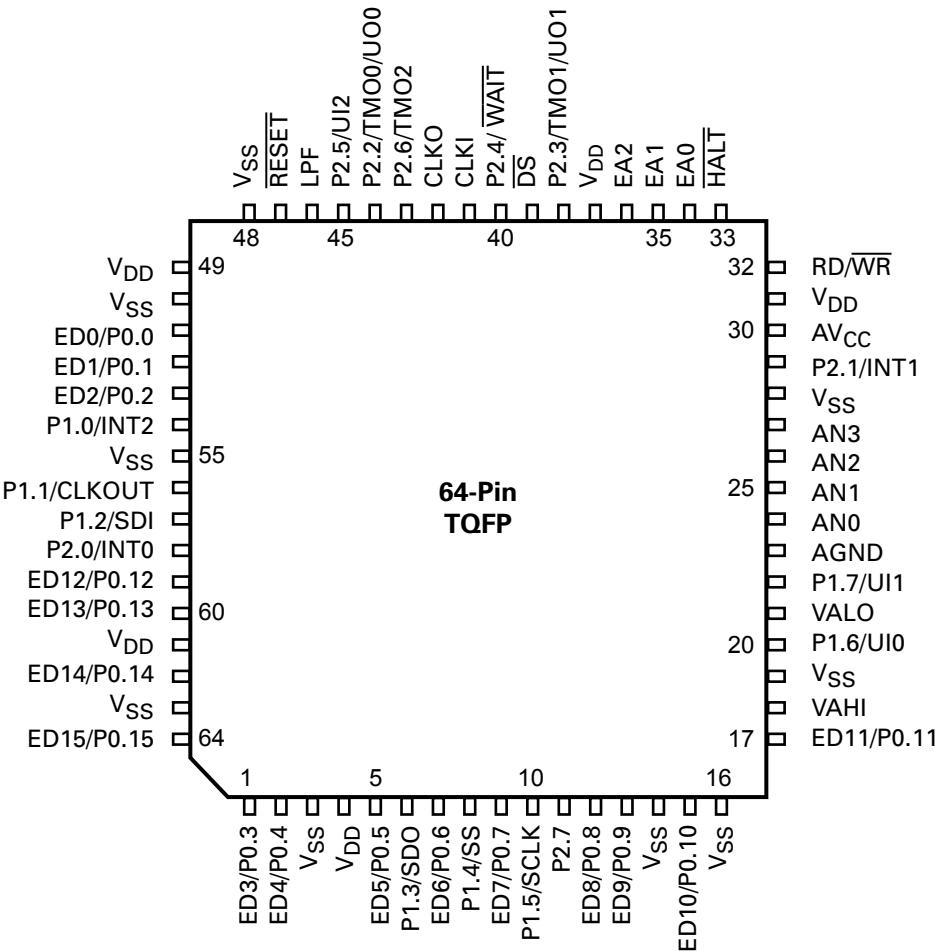 VSS
RESET
LPF
P2.5/UI2
P2.2/TMO0/UO0
P2.6/TMO2
CLKO
CLKI
P2.4/ WAIT
DS
P2.3/TMO1/UO1
VDD
EA2
EA1
EA0
HALT
48
45
40
35
33
VDD
49
VSS
ED0/P0.0
ED1/P0.1
ED2/P0.2
P1.0/INT2
VSS
55
P1.1/CLKOUT
P1.2/SDI
P2.0/INT0
ED12/P0.12
ED13/P0.13
60
VDD
ED14/P0.14
VSS
ED15/P0.15
64
64-Pin
TQFP
32
RD/WR
VDD
30
AVCC
P2.1/INT1
VSS
AN3
AN2
25
AN1
AN0
AGND
P1.7/UI1
VALO
20
P1.6/UI0
VSS
VAHI
17
ED11/P0.11
1
5
10
16
ED3/P0.3
ED4/P0.4
VSS
VDD
ED5/P0.5
P1.3/SDO
ED6/P0.6
P1.4/SS
ED7/P0.7
P1.5/SCLK
P2.7
ED8/P0.8
ED9/P0.9
VSS
ED10/P0.10
VSS